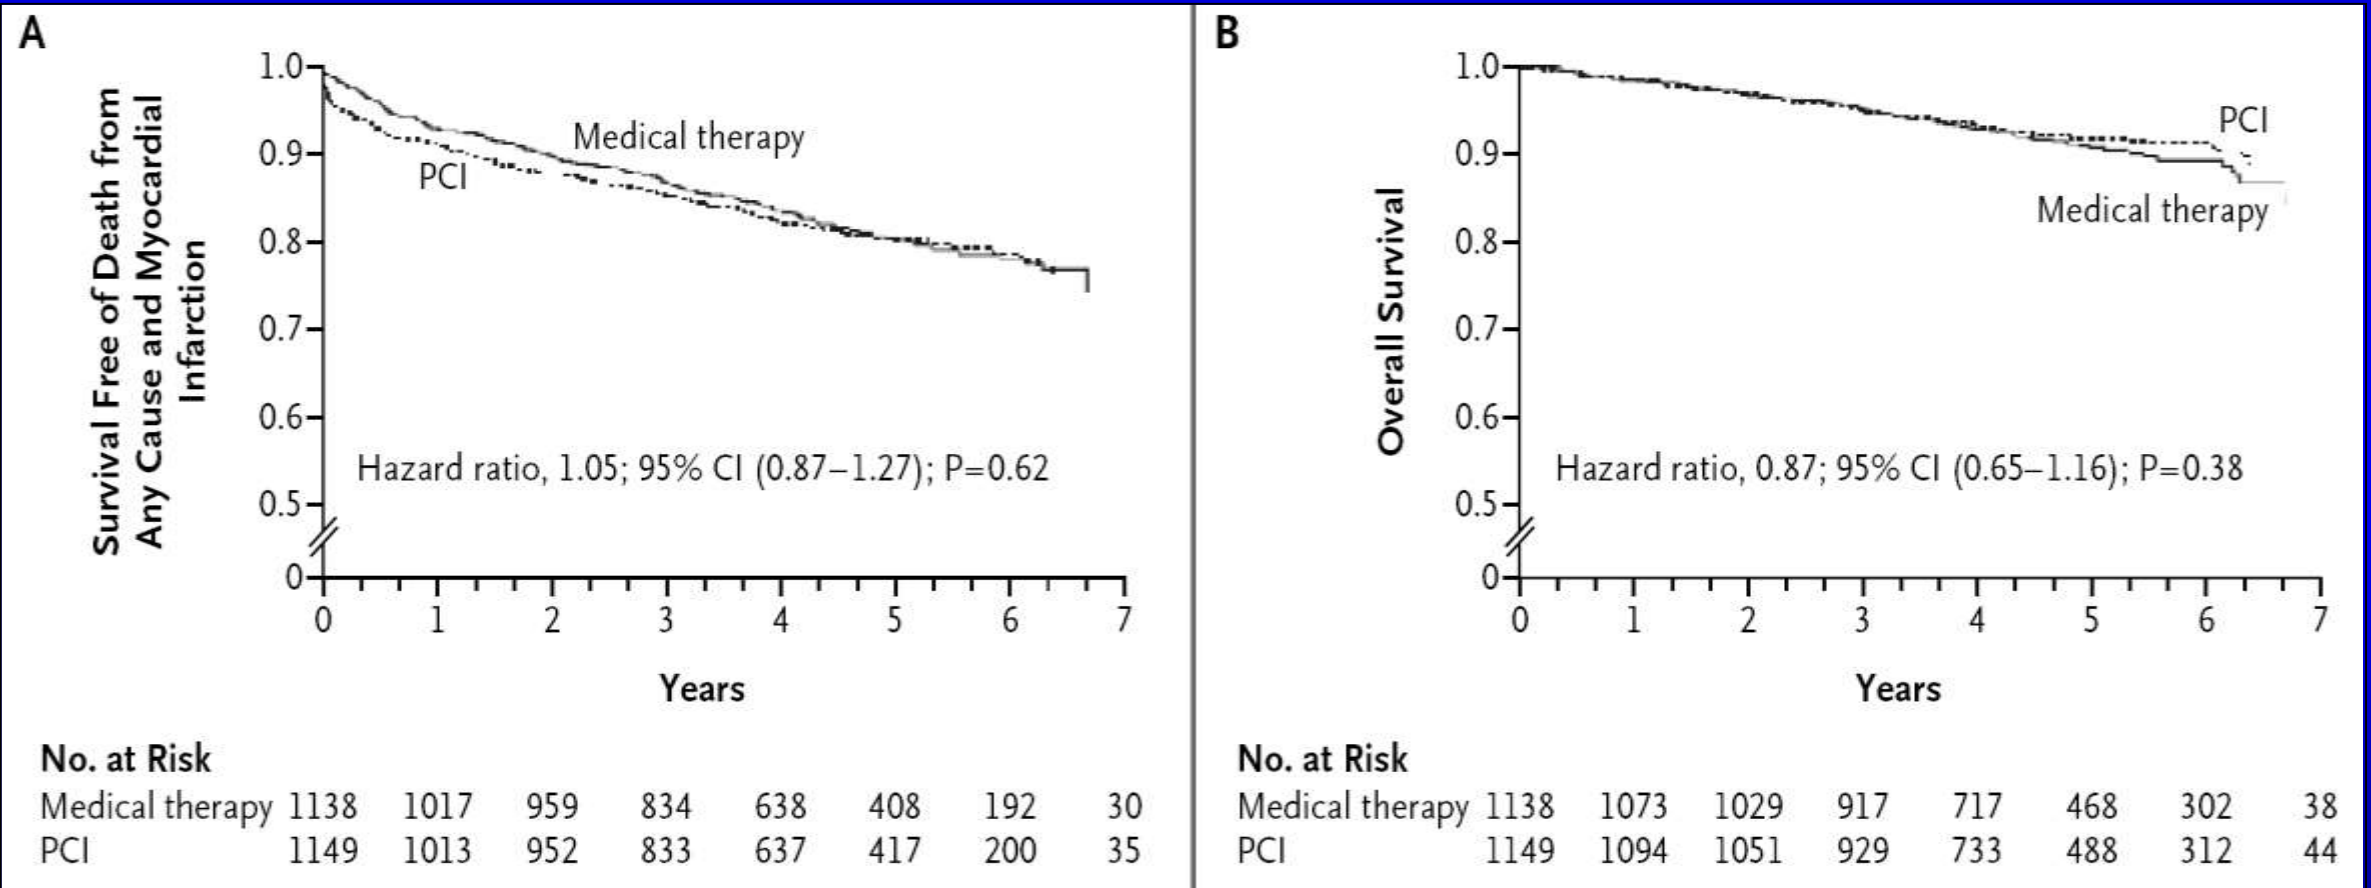 A
Survival Free of Death from
Any Cause and Myocardial
Infarction
1.0
0.9
0.8
0.7
0.6
0.5
0
Medical therapy
PCI
Hazard ratio, 1.05; 95% CI (0.87–1.27); P=0.62
0 1 2 3 4 5 6 7
Years
No. at Risk
Medical therapy 1138 1017 959 834 638 408 192 30
PCI 1149 1013 952 833 637 417 200 35
B
Overall Survival
1.0
0.9
0.8
0.7
0.6
0.5
0
PCI
Medical therapy
Hazard ratio, 0.87; 95% CI (0.65–1.16); P=0.38
0 1 2 3 4 5 6 7
Years
No. at Risk
Medical therapy 1138 1073 1029 917 717 468 302 38
PCI 1149 1094 1051 929 733 488 312 44